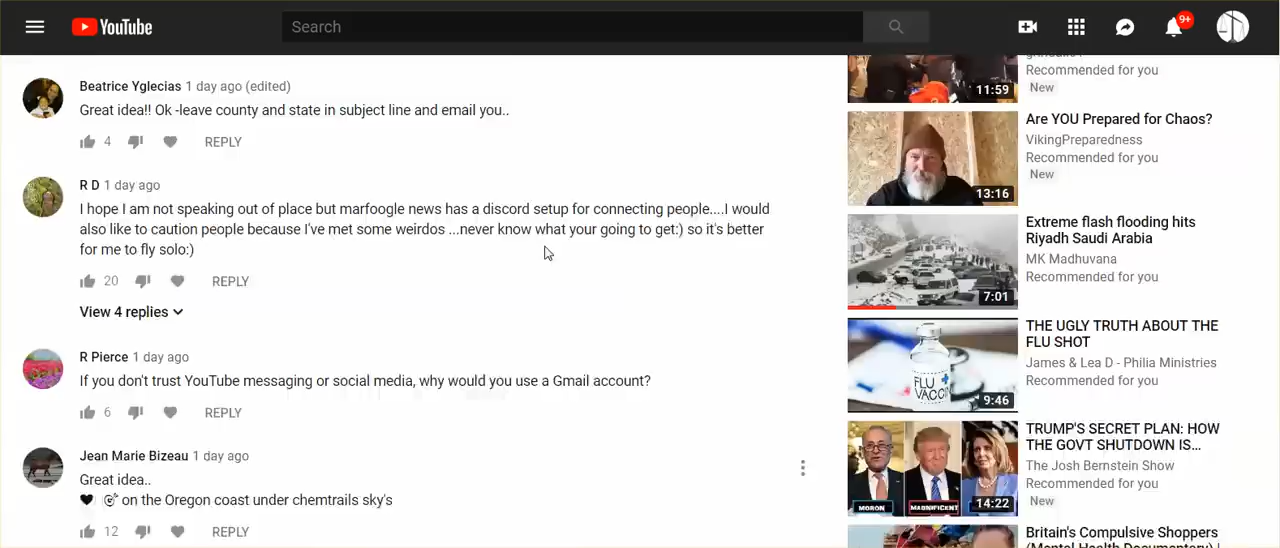 YouTube
Search
9+
Beatrice Yglecias 1 day ago (edited)
Great idea!! Ok -leave county and state in subject line and email you..
4
REPLY
R D 1 day ago
I hope I am not speaking out of place but marfoogle news has a discord setup for connecting people....I would
also like to caution people because I've met some weirdos ...never know what your going to get:) so it's better
for me to fly solo:)
20
REPLY
View 4 replies
R Pierce 1 day ago
If you don't trust YouTube messaging or social media, why would you use a Gmail account?
6
REPLY
Jean Marie Bizeau 1 day ago
Great idea..
on the Oregon coast under chemtrails sky's
12
REPLY
11:59
Recommended for you
New
13:16
Are YOU Prepared for Chaos?
VikingPreparedness
Recommended for you
New
7:01
Extreme flash flooding hits
Riyadh Saudi Arabia
MK Madhuvana
Recommended for you
FLU
VACCIN
9:46
THE UGLY TRUTH ABOUT THE
FLU SHOT
James & Lea D - Philia Ministries
Recommended for you
MORON
MAGNIFICENT
14:22
TRUMP'S SECRET PLAN: HOW
THE GOVT SHUTDOWN IS...
The Josh Bernstein Show
Recommended for you
New
Britain's Compulsive Shoppers
(Mental Health Documentary) |